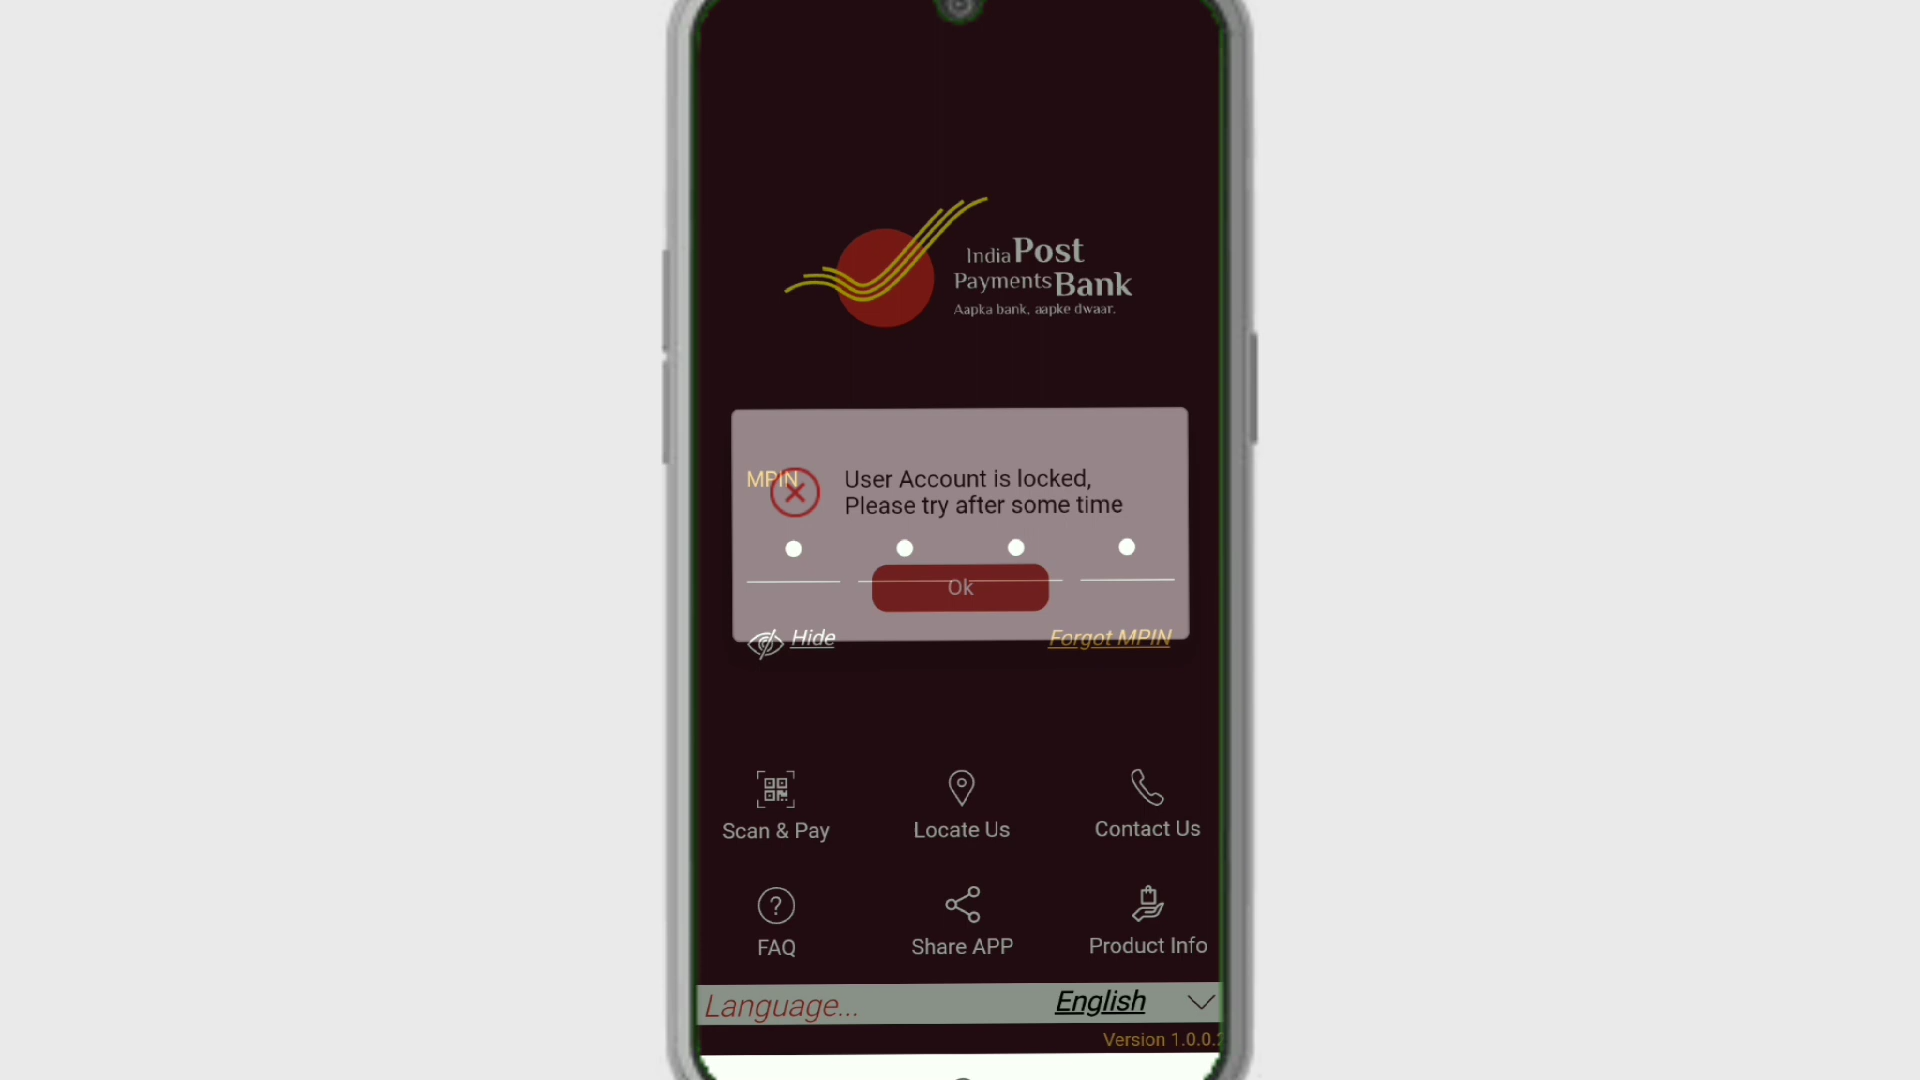 India Post
Payments Bank
Aapka bank, aapke dwaar.
MPIN
User Account is locked,
Please try after some time
Ok
Hide
Forgot MPIN
Scan & Pay
Locate Us
Contact Us
FAQ
Share APP
Product Info
Language...
English
Version 1.0.0.2